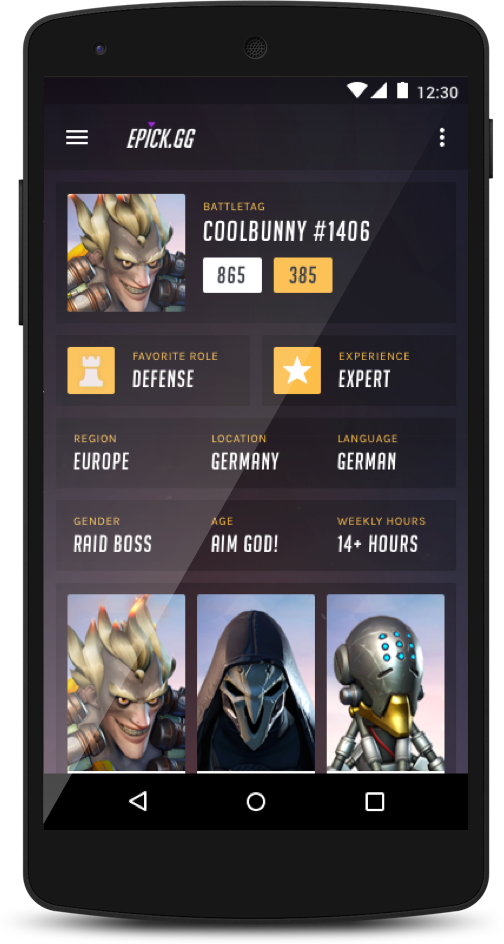 12:30
EPICK.GG
BATTLETAG
COOLBUNNY #1406
865 385
FAVORITE ROLE EXPERIENCE
DEFENSE EXPERT
REGION LOCATION LANGUAGE
EUROPE GERMANY GERMAN
GENDER AGE WEEKLY HOURS
RAID BOSS AIM GOD! 14+ HOURS